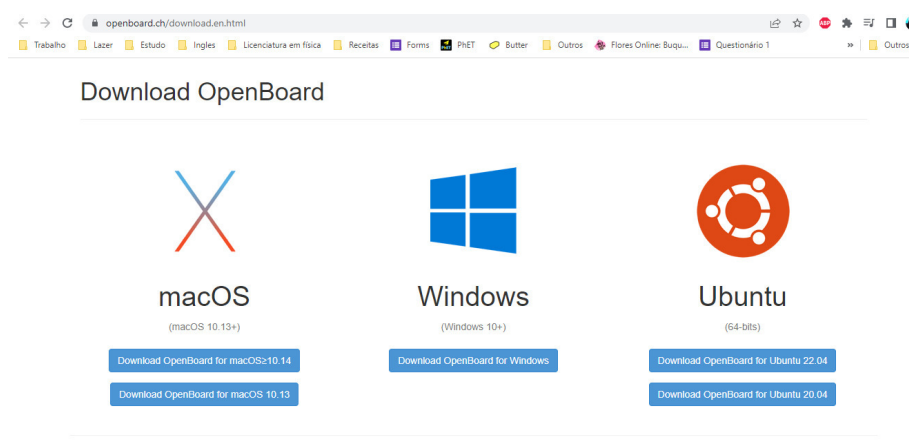 openboard.ch/download.en.html
Trabalho Lazer Estudo Ingles Licenciatura em física Receitas Forms PhET Butter Outros Flores Online: Buqu... Questionário 1 » Outros
Download OpenBoard
macOS Windows Ubuntu
(macOS 10.13+) (Windows 10+) (64-bits)
Download OpenBoard for macOS≥10.14 Download OpenBoard for Windows Download OpenBoard for Ubuntu 22.04
Download OpenBoard for macOS 10.13 Download OpenBoard for Ubuntu 20.04